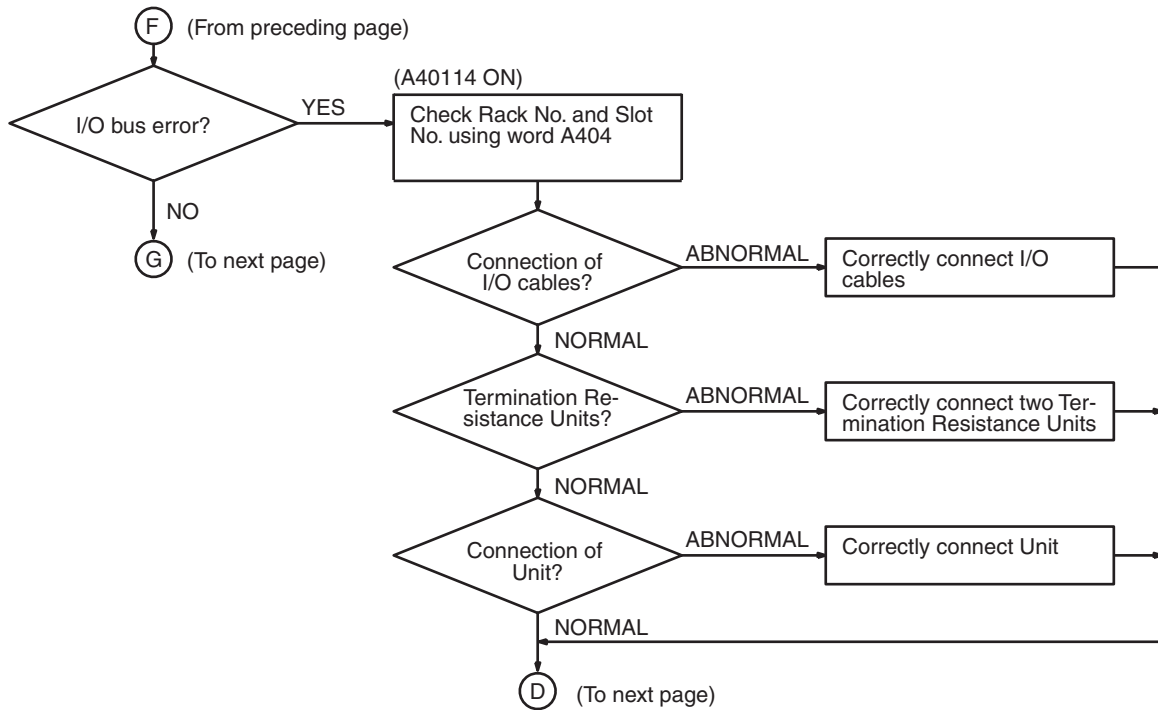 F (From preceding page)
I/O bus error?
YES
(A40114 ON)
Check Rack No. and Slot
No. using word A404
NO
G (To next page)
Connection of
I/O cables?
ABNORMAL
Correctly connect I/O
cables
NORMAL
Termination Re-
sistance Units?
ABNORMAL
Correctly connect two Ter-
mination Resistance Units
NORMAL
Connection of
Unit?
ABNORMAL
Correctly connect Unit
NORMAL
D (To next page)